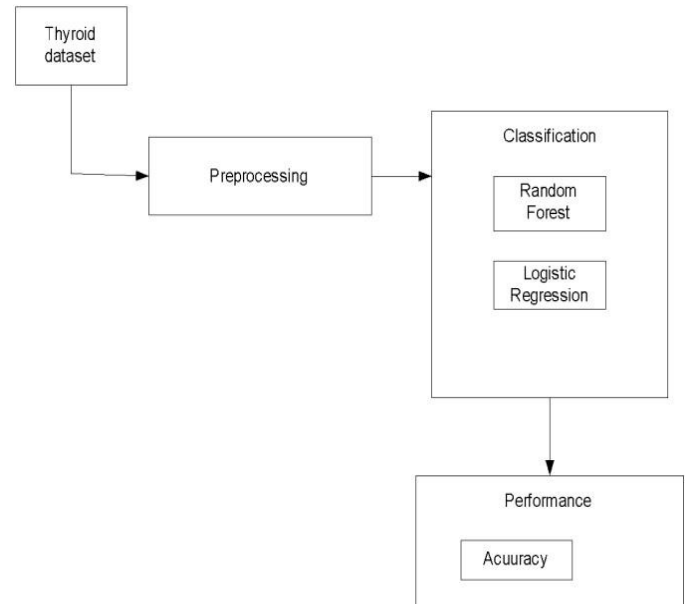 Thyroid
dataset
Preprocessing
Classification
Random
Forest
Logistic
Regression
Performance
Acuuracy